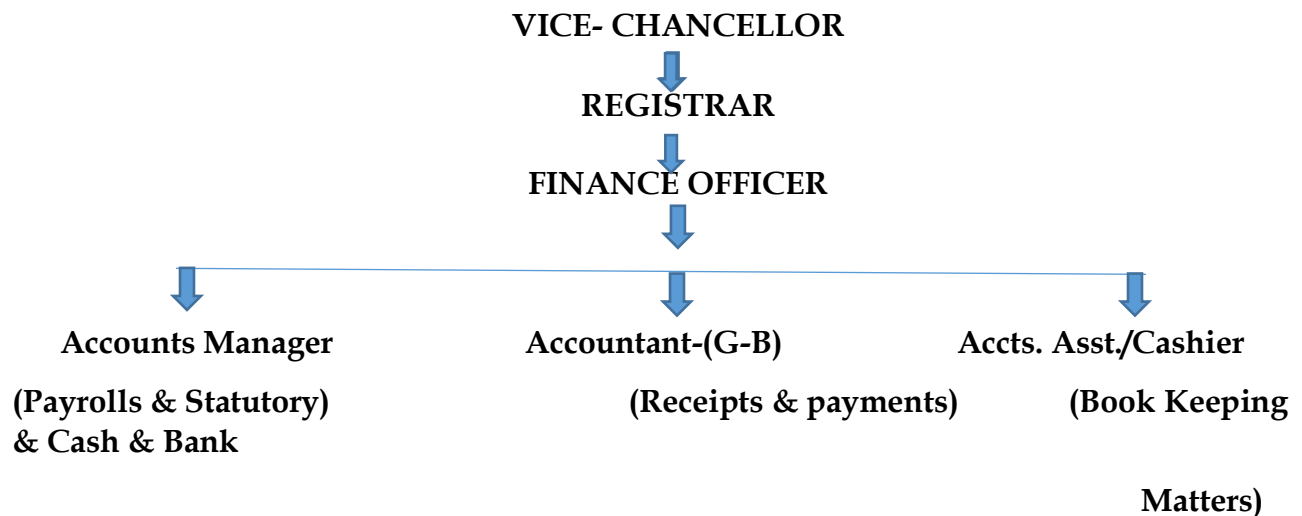 VICE- CHANCELLOR
REGISTRAR
FINANCE OFFICER
Accounts Manager Accountant-(G-B) Accts. Asst./Cashier
(Payrolls & Statutory) (Receipts & payments) (Book Keeping
& Cash & Bank
Matters)